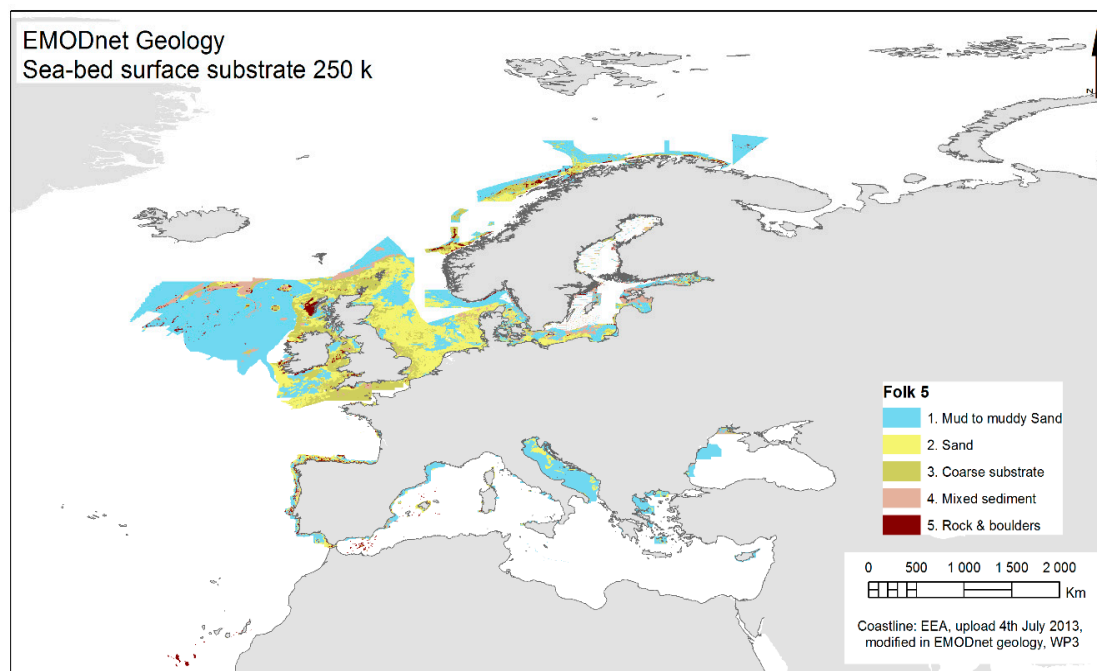 EMODnet Geology
Sea-bed surface substrate 250 k
N
Folk 5
1. Mud to muddy Sand
2. Sand
3. Coarse substrate
4. Mixed sediment
5. Rock & boulders
0 500 1 000 1 500 2 000
Km
Coastline: EEA, upload 4th July 2013,
modified in EMODnet geology, WP3